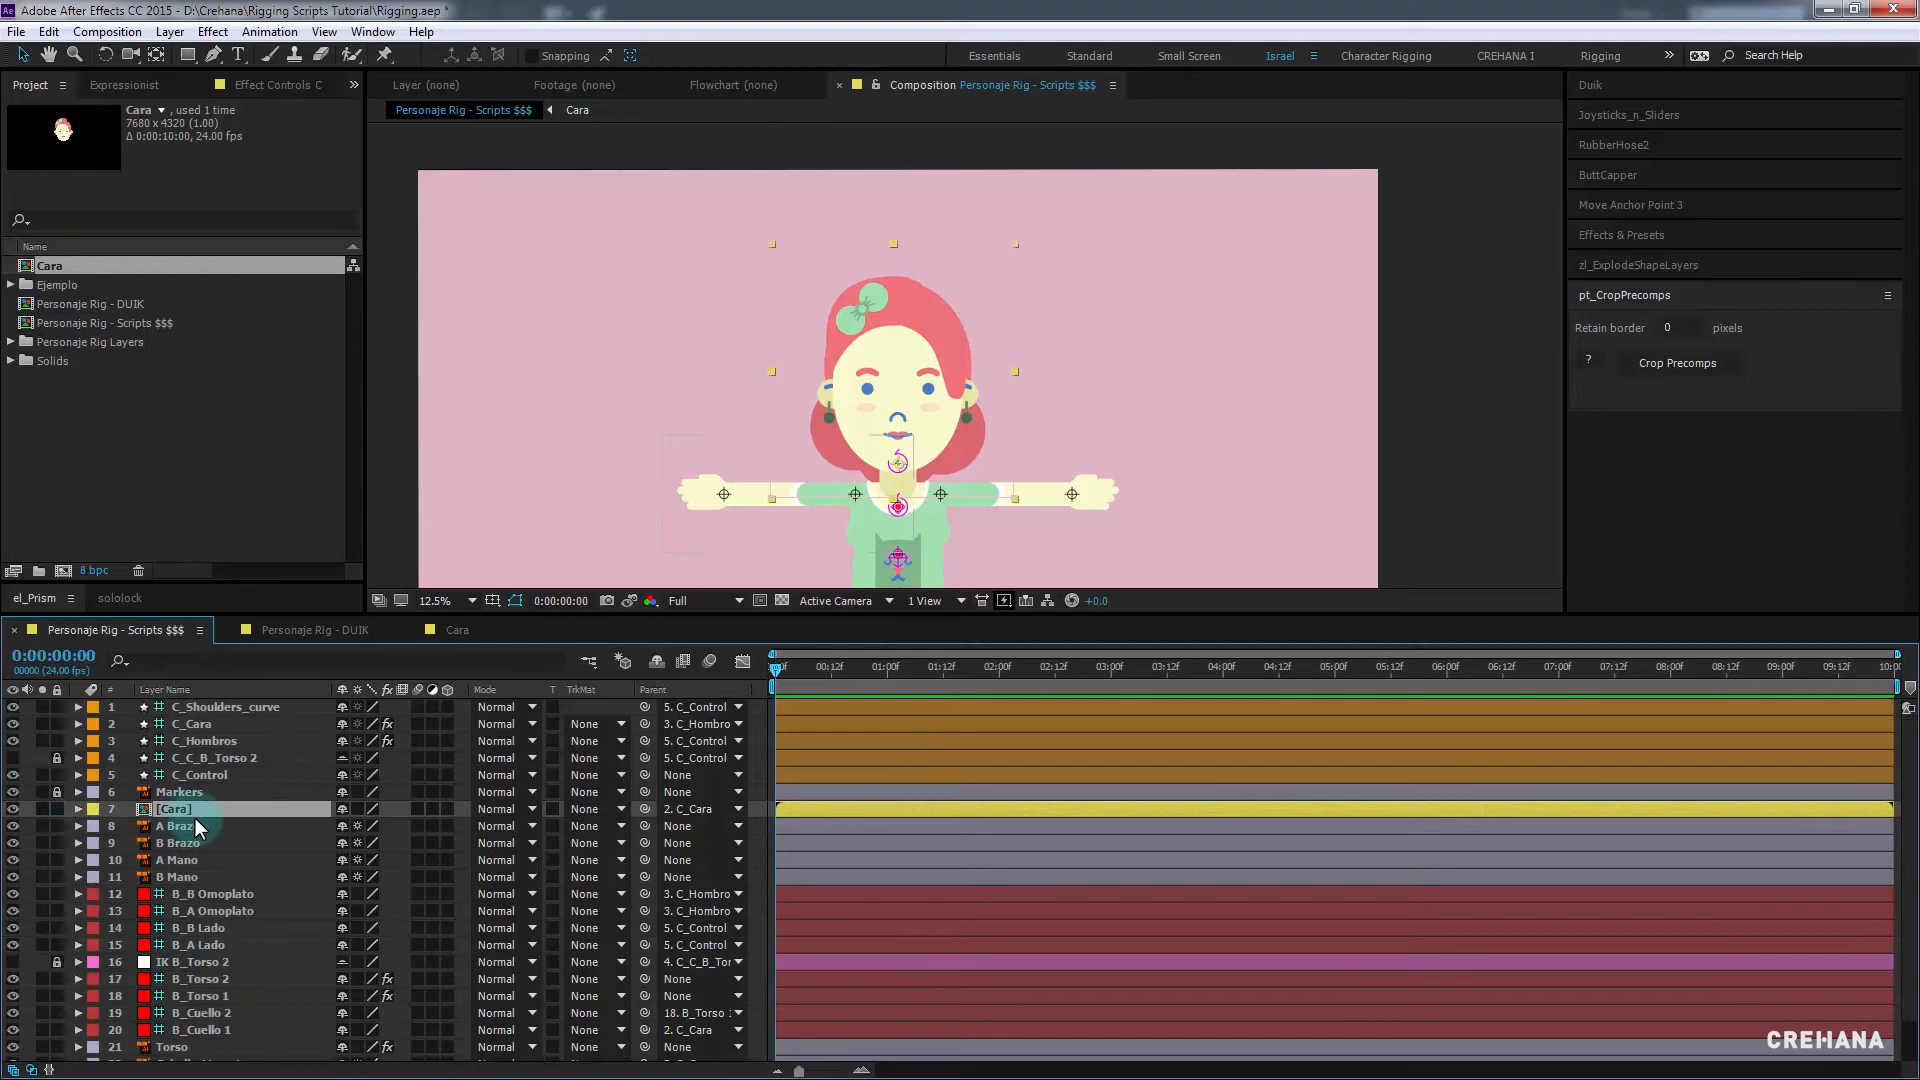 Ae Adobe After Effects CC 2015 - D:\Crehana\Rigging Scripts Tutorial\Rigging.aep *
File Edit Composition Layer Effect Animation View Window Help
T Snapping Essentials Standard Small Screen Israel Character Rigging CREHANA I Rigging Search Help
Project Expressionist Effect Controls C
Layer (none) Footage (none) Flowchart (none) Composition Personaje Rig - Scripts $$$
Personaje Rig - Scripts $$$ Cara
Cara , used 1 time
7680 x 4320 (1.00)
Δ 0:00:10:00, 24.00 fps
Name
Cara
Ejemplo
Personaje Rig - DUIK
Personaje Rig - Scripts $$$
Personaje Rig Layers
Solids
8 bpc
Duik
Joysticks_n_Sliders
RubberHose2
ButtCapper
Move Anchor Point 3
Effects & Presets
zl_ExplodeShapeLayers
pt_CropPrecomps
Retain border 0 pixels
? Crop Precomps
12.5% 0:00:00:00 Full Active Camera 1 View +0.0
el_Prism sololock
Personaje Rig - Scripts $$$ Personaje Rig - DUIK Cara
0:00:00:00
00000 (24.00 fps)
00:12f 01:00f 01:12f 02:00f 02:12f 03:00f 03:12f 04:00f 04:12f 05:00f 05:12f 06:00f 06:12f 07:00f 07:12f 08:00f 08:12f 09:00f 09:12f
# Layer Name fx Mode T TrkMat Parent
1 C_Shoulders_curve Normal 5. C_Control
2 C_Cara fx Normal None 3. C_Hombro
3 C_Hombros fx Normal None 5. C_Control
4 C_C_B_Torso 2 Normal None 5. C_Control
5 C_Control Normal None None
6 Markers Normal None None
7 [Cara] Normal None 2. C_Cara
8 A Brazo Normal None None
9 B Brazo Normal None None
10 A Mano Normal None None
11 B Mano Normal None None
12 B_B Omoplato Normal None 3. C_Hombro
13 B_A Omoplato Normal None 3. C_Hombro
14 B_B Lado Normal None 5. C_Control
15 B_A Lado Normal None 5. C_Control
16 IK B_Torso 2 Normal None 4. C_C_B_Tor
17 B_Torso 2 fx Normal None None
18 B_Torso 1 fx Normal None None
19 B_Cuello 2 Normal None 18. B_Torso 1
20 B_Cuello 1 Normal None 2. C_Cara
21 Torso fx Normal None None
CREHANA